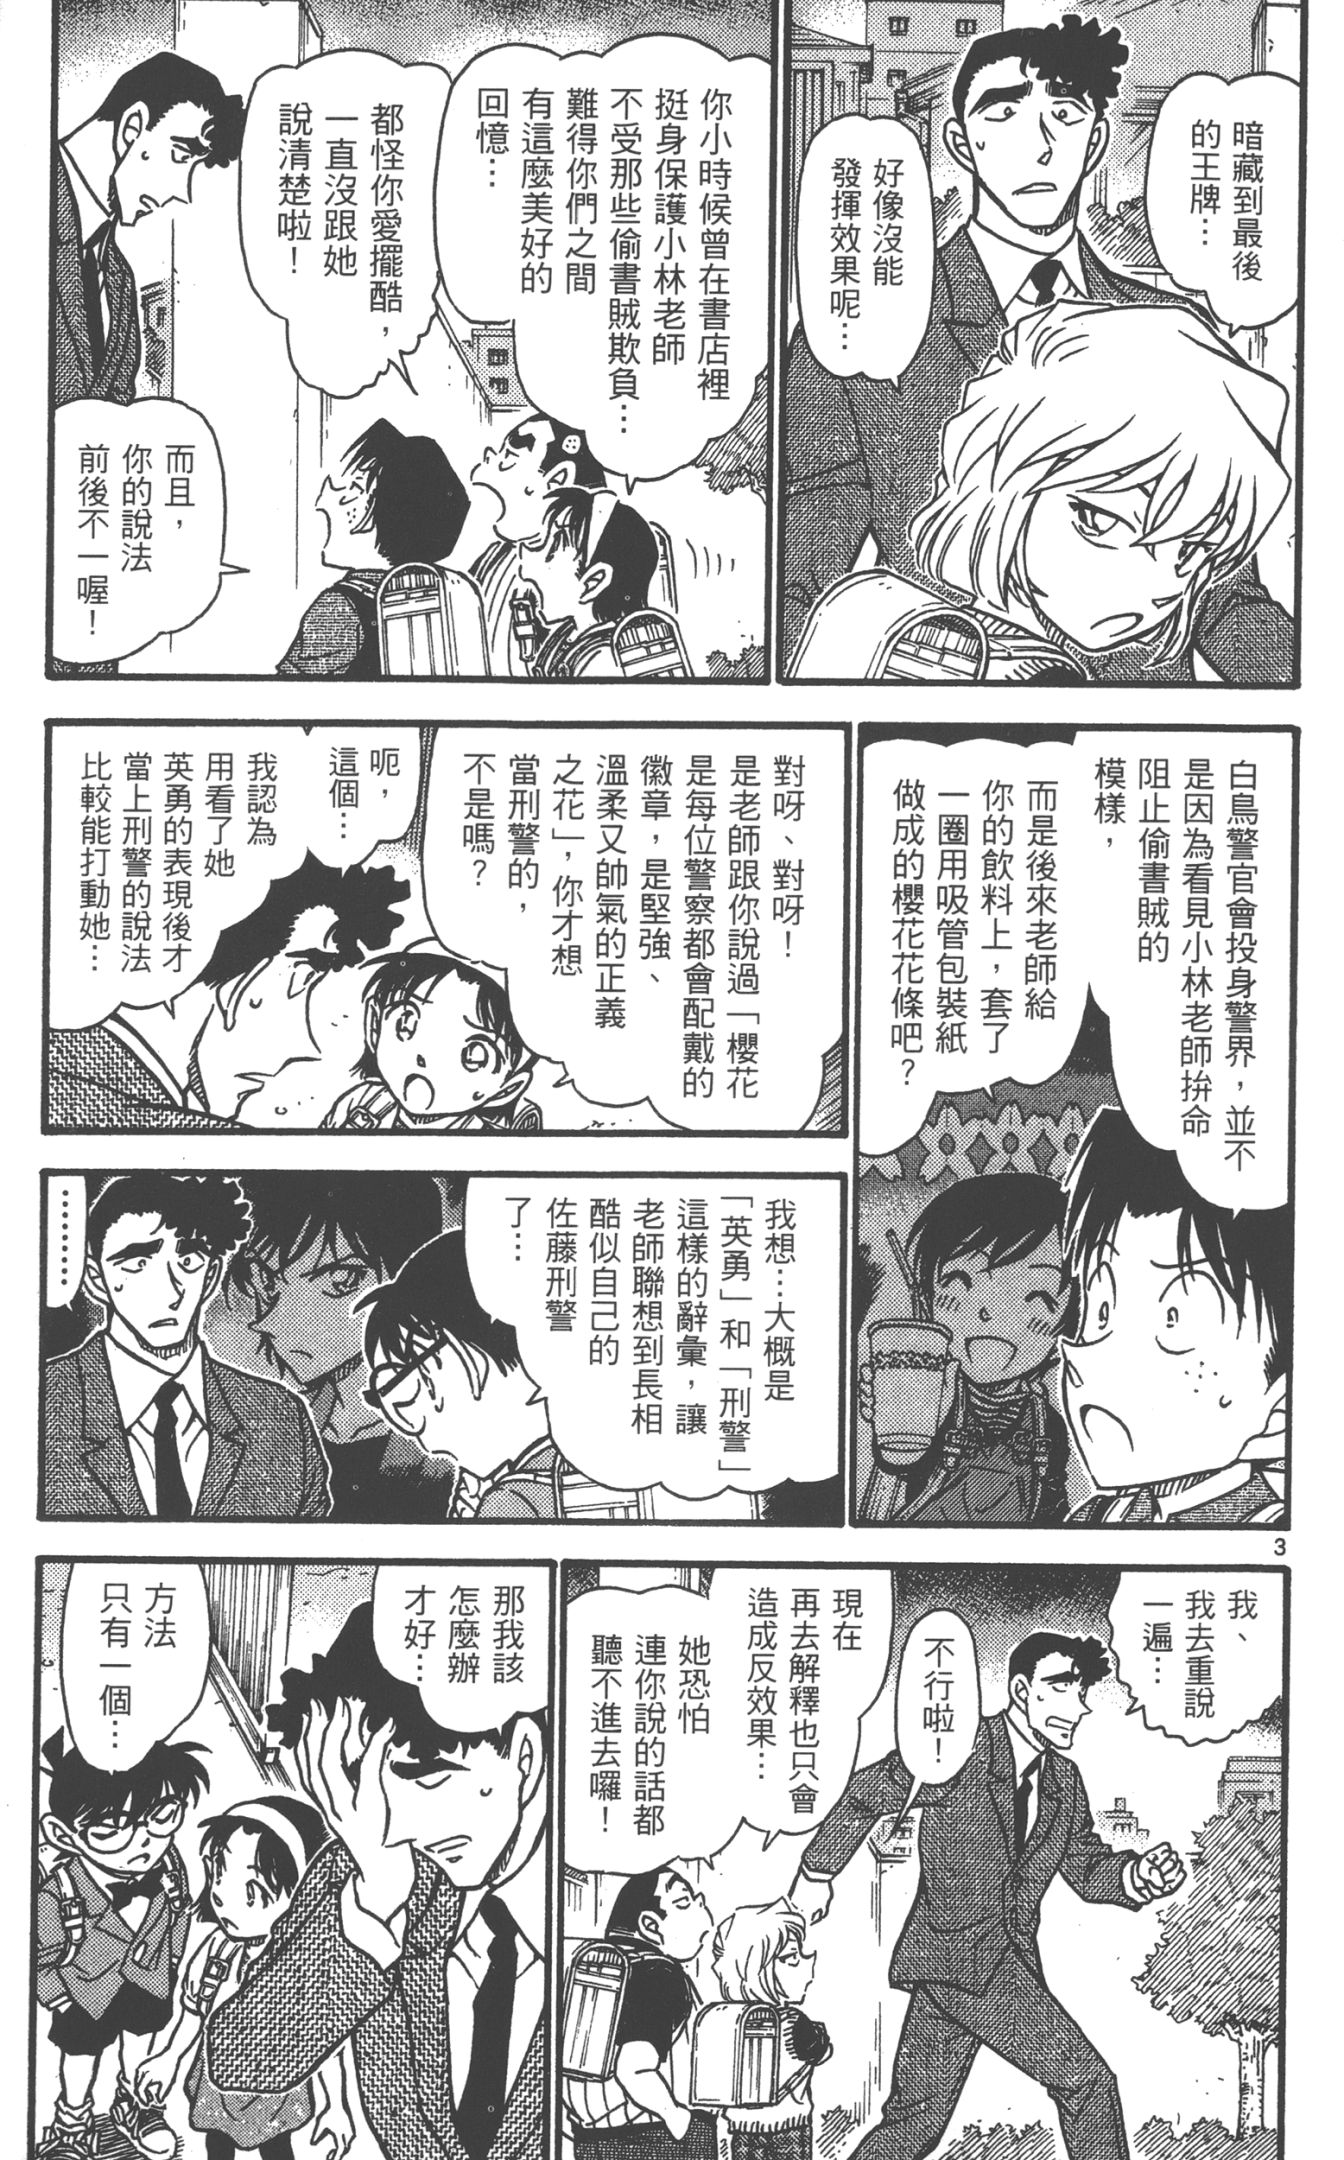 暗藏到最後
的王牌…
好像沒能
發揮效果呢…
你小時候曾在書店裡
挺身保護小林老師
不受那些偷書賊欺負…
難得你們之間
有這麼美好的
回憶…
都怪你愛擺酷，
一直沒跟她
說清楚啦！
而且，
你的說法
前後不一喔！
白鳥警官會投身警界，並不
是因為看見小林老師拚命
阻止偷書賊的
模樣，
而是後來老師給
你的飲料上，套了
一圈用吸管包裝紙
做成的櫻花花條吧？
對呀、對呀！
是老師跟你說過「櫻花
是每位警察都會配戴的
徽章，是堅強、
溫柔又帥氣的正義
之花」，你才想
當刑警的，
不是嗎？
呃，
這個…
我認為
用看了她
英勇的表現後才
當上刑警的說法
比較能打動她…
我想…大概是
「英勇」和「刑警」
這樣的辭彙，讓
老師聯想到長相
酷似自己的
佐藤刑警
了…
………
3
我、
我去重說
一遍…
不行啦！
現在
再去解釋也只會
造成反效果…
她恐怕
連你說的話都
聽不進去囉！
那我該
怎麼辦
才好…
方法
只有一個…